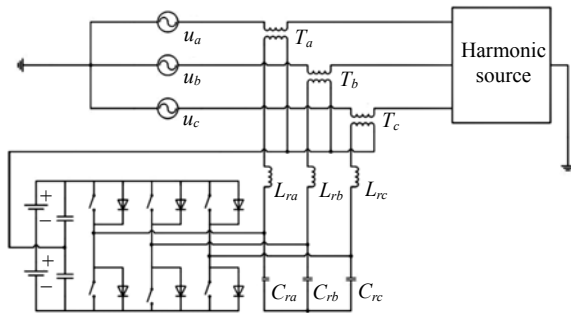 u_a
T_a
Harmonic
source
u_b
T_b
u_c
T_c
L_ra
L_rb
L_rc
+
−
+
−
C_ra
C_rb
C_rc